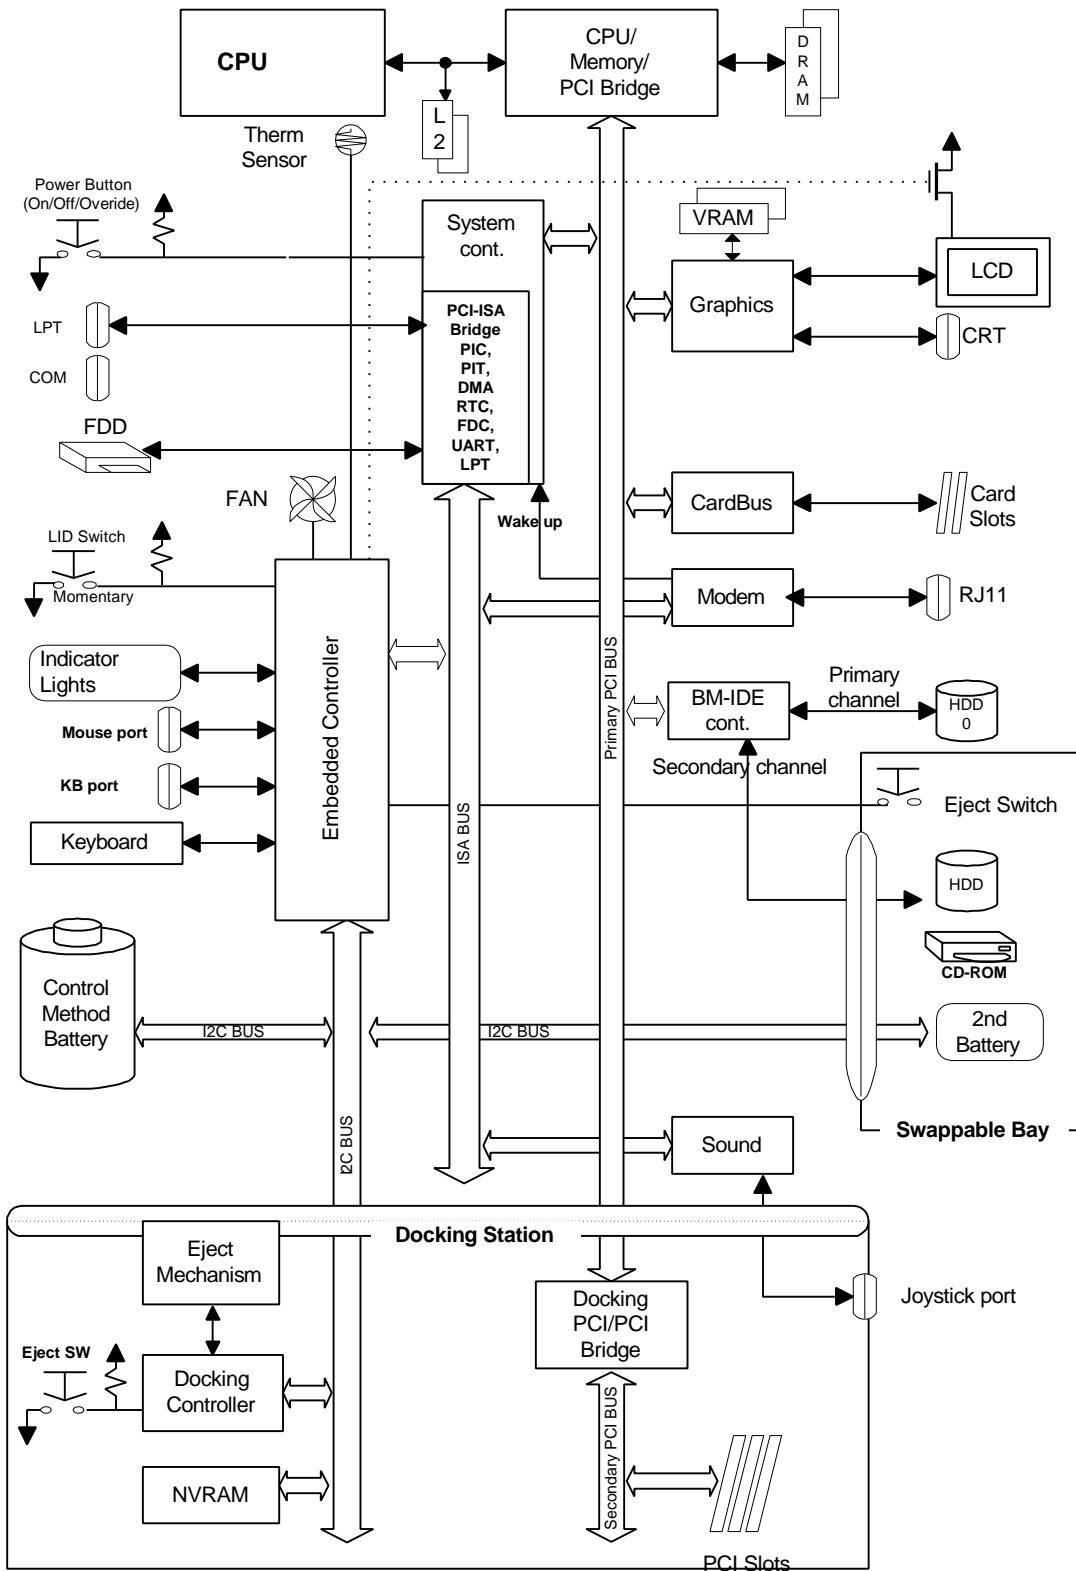 CPU
CPU/
Memory/
PCI Bridge
D
R
A
M
L
2
Therm
Sensor
Power Button
(On/Off/Overide)
System
cont.
VRAM
LCD
Graphics
PCI-ISA
Bridge
PIC,
PIT,
DMA
RTC,
FDC,
UART,
LPT
LPT
CRT
COM
FDD
FAN
CardBus
Card
Slots
Wake up
LID Switch
Momentary
Modem
RJ11
Embedded Controller
Primary PCI BUS
ISA BUS
Indicator
Lights
Primary
channel
BM-IDE
cont.
HDD
0
Mouse port
Secondary channel
KB port
Eject Switch
Keyboard
HDD
CD-ROM
Control
Method
Battery
I2C BUS
I2C BUS
2nd
Battery
I2C BUS
Sound
Swappable Bay
Docking Station
Eject
Mechanism
Docking
PCI/PCI
Bridge
Joystick port
Eject SW
Docking
Controller
Secondary PCI BUS
NVRAM
PCI Slots